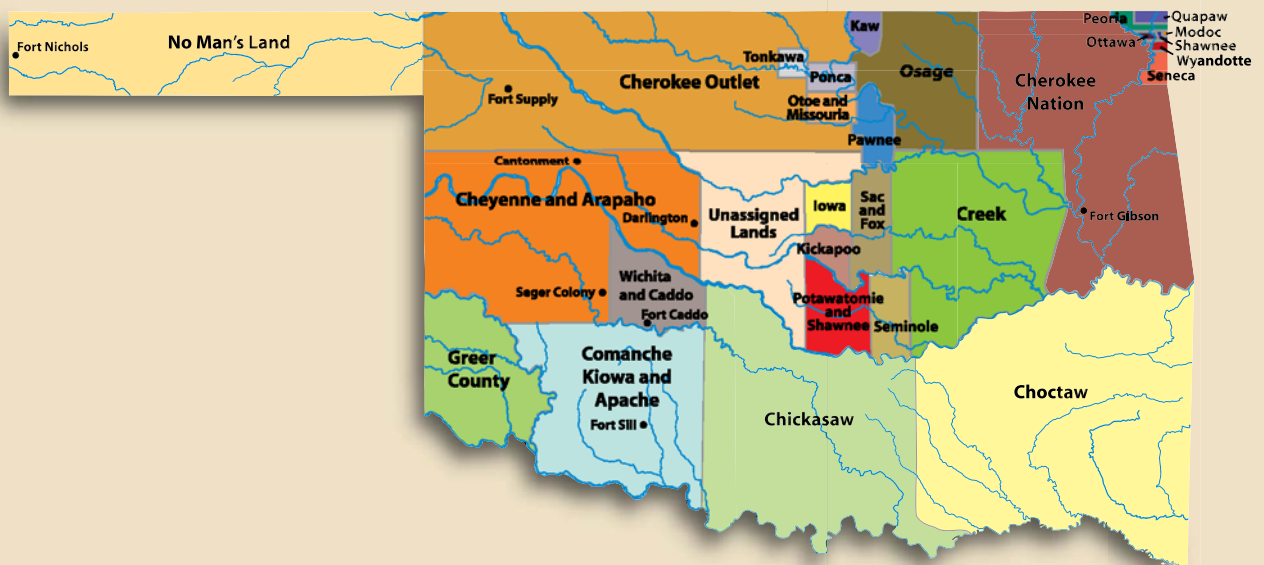 Fort Nichols
No Man's Land
Kaw
Peoria
Quapaw
Modoc
Ottawa
Shawnee
Wyandotte
Seneca
Tonkawa
Ponca
Osage
Cherokee Outlet
Cherokee
Nation
Fort Supply
Otoe and
Missouria
Pawnee
Cantonment
Cheyenne and Arapaho
Darlington
Unassigned
Lands
Iowa
Sac
and
Fox
Creek
Fort Gibson
Kickapoo
Wichita
and Caddo
Seger Colony
Fort Caddo
Potawatomie
and
Shawnee
Seminole
Greer
County
Comanche
Kiowa and
Apache
Fort Sill
Chickasaw
Choctaw